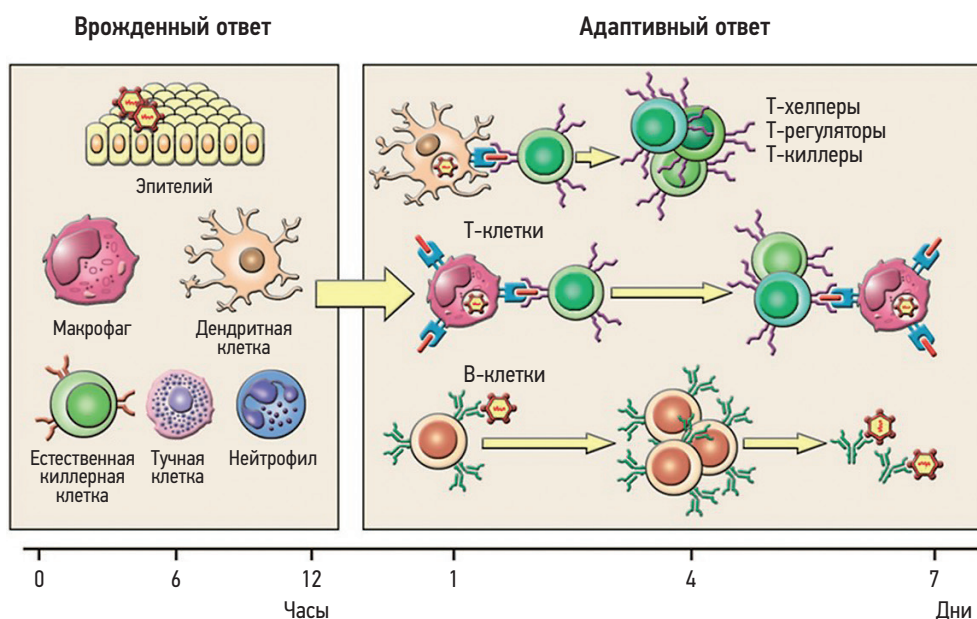 Врожденный ответ
Адаптивный ответ
Эпителий
Макрофаг
Дендритная
клетка
Естественная
киллерная
клетка
Тучная
клетка
Нейтрофил
Т-хелперы
Т-регуляторы
Т-киллеры
Т-клетки
В-клетки
0
6
12
1
4
7
Часы
Дни